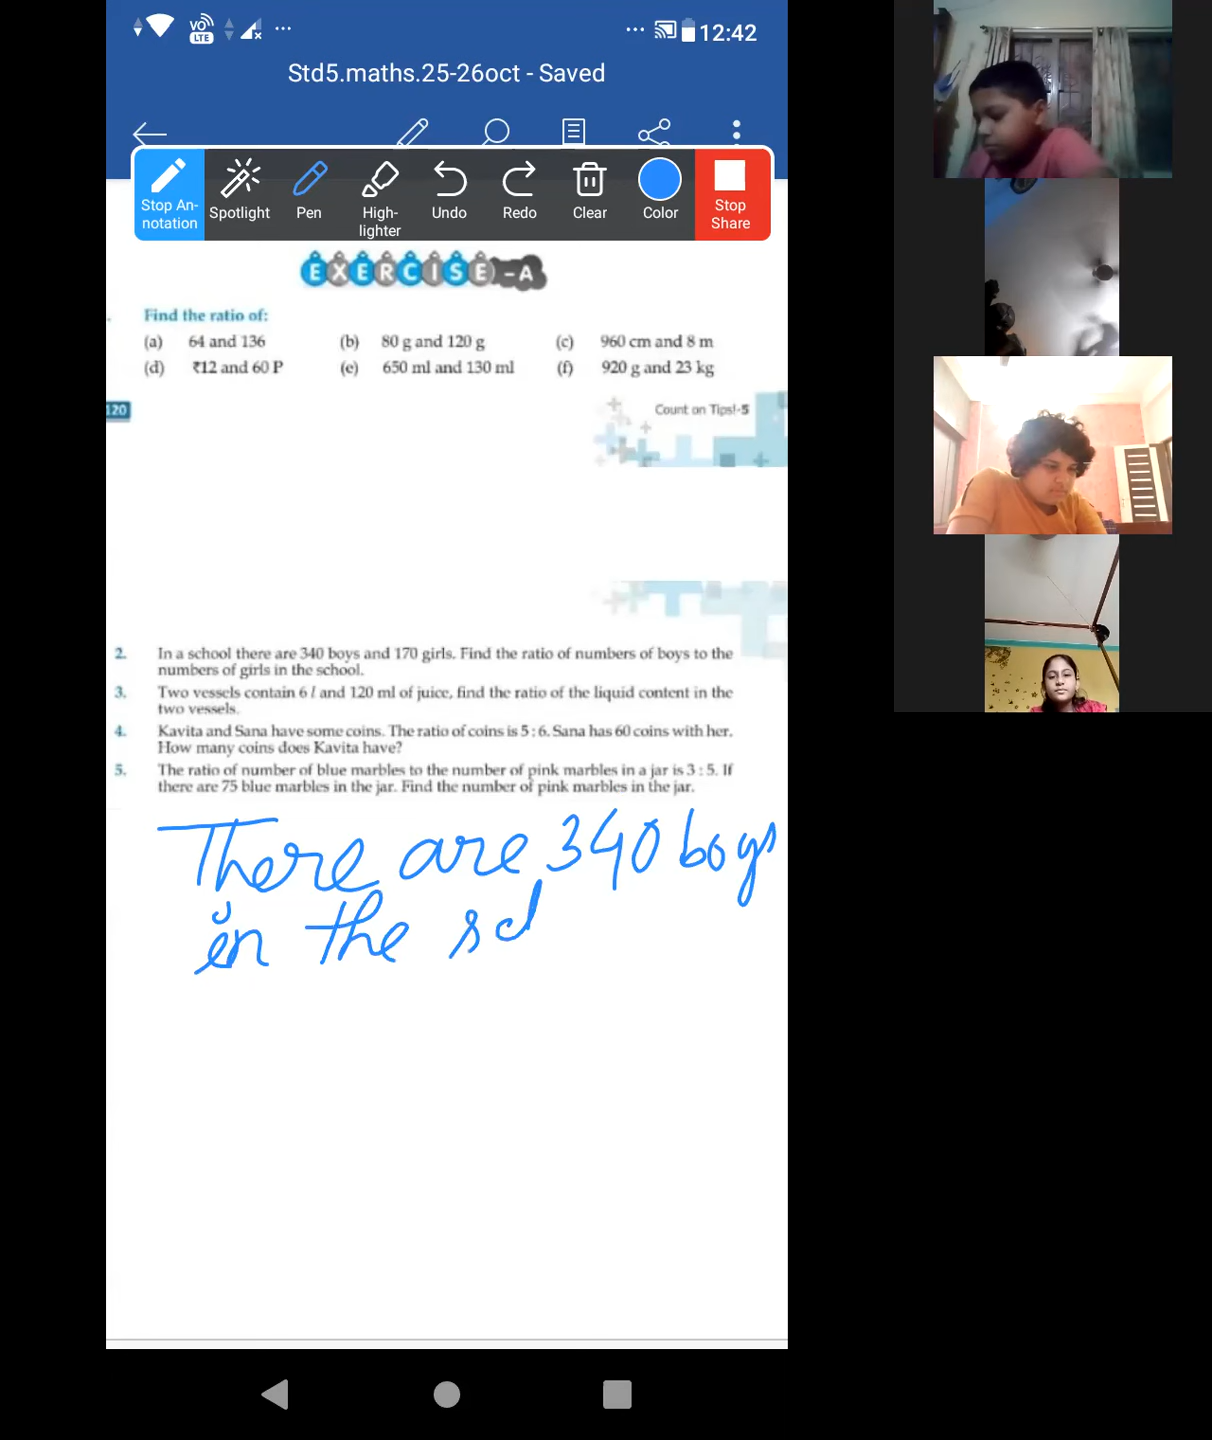 VO
LTE
12:42
Std5.maths.25-26oct - Saved
Stop An-
notation
Spotlight
Pen
High-
lighter
Undo
Redo
Clear
Color
Stop
Share
EXERCISE-A
Find the ratio of:
(a) 64 and 136 (b) 80 g and 120 g (c) 960 cm and 8 m
(d) ₹12 and 60 P (e) 650 ml and 130 ml (f) 920 g and 23 kg
120
Count on Tips!-5
2. In a school there are 340 boys and 170 girls. Find the ratio of numbers of boys to the
numbers of girls in the school.
3. Two vessels contain 6 l and 120 ml of juice, find the ratio of the liquid content in the
two vessels.
4. Kavita and Sana have some coins. The ratio of coins is 5 : 6. Sana has 60 coins with her.
How many coins does Kavita have?
5. The ratio of number of blue marbles to the number of pink marbles in a jar is 3 : 5. If
there are 75 blue marbles in the jar. Find the number of pink marbles in the jar.
There are 340 boys
in the scl